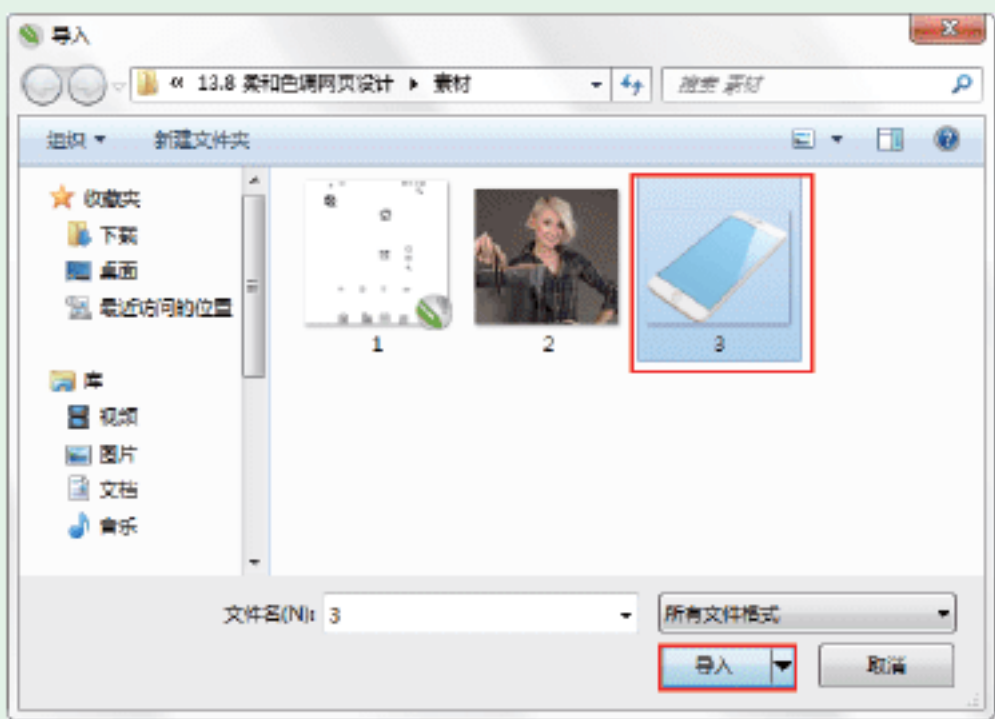 导入
« 13.8 柔和色调网页设计 ▸ 素材
搜索 素材
组织
新建文件夹
收藏夹
下载
桌面
最近访问的位置
库
视频
图片
文档
音乐
1
2
3
文件名(N): 3
所有文件格式
导入
取消